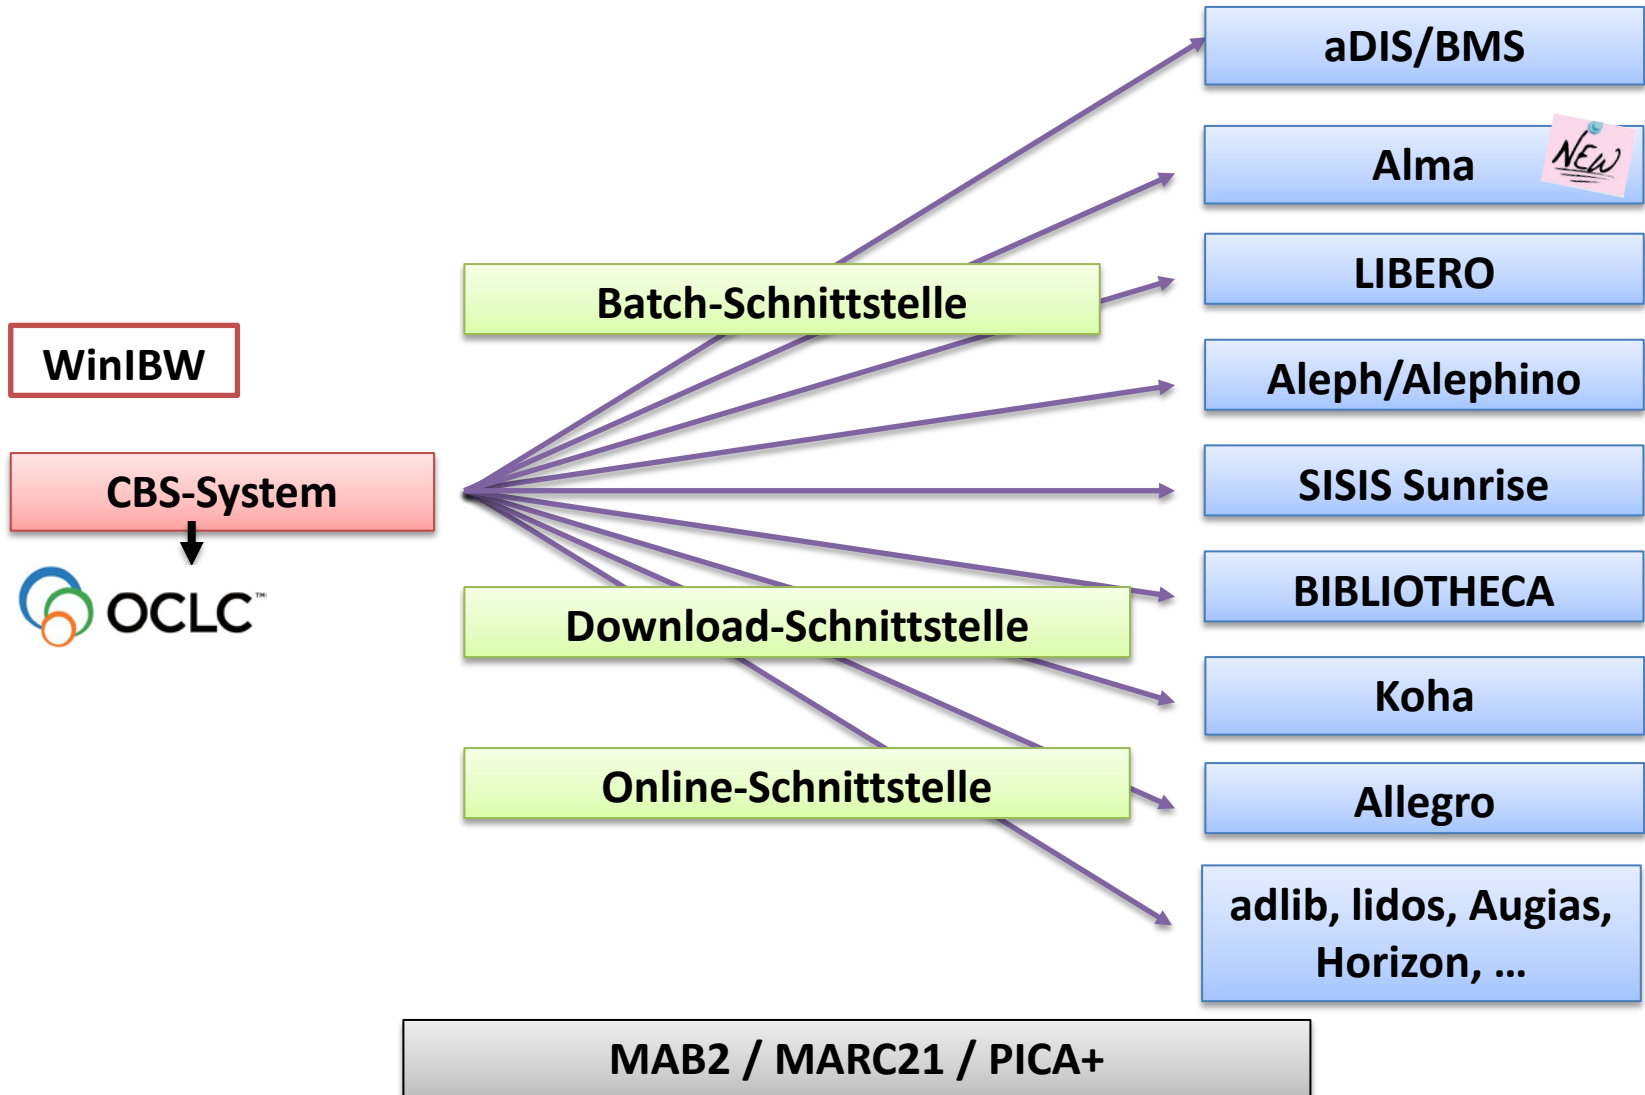 WinIBW
CBS-System
OCLC™
Batch-Schnittstelle
Download-Schnittstelle
Online-Schnittstelle
aDIS/BMS
Alma
NEW
LIBERO
Aleph/Alephino
SISIS Sunrise
BIBLIOTHECA
Koha
Allegro
adlib, lidos, Augias,
Horizon, ...
MAB2 / MARC21 / PICA+